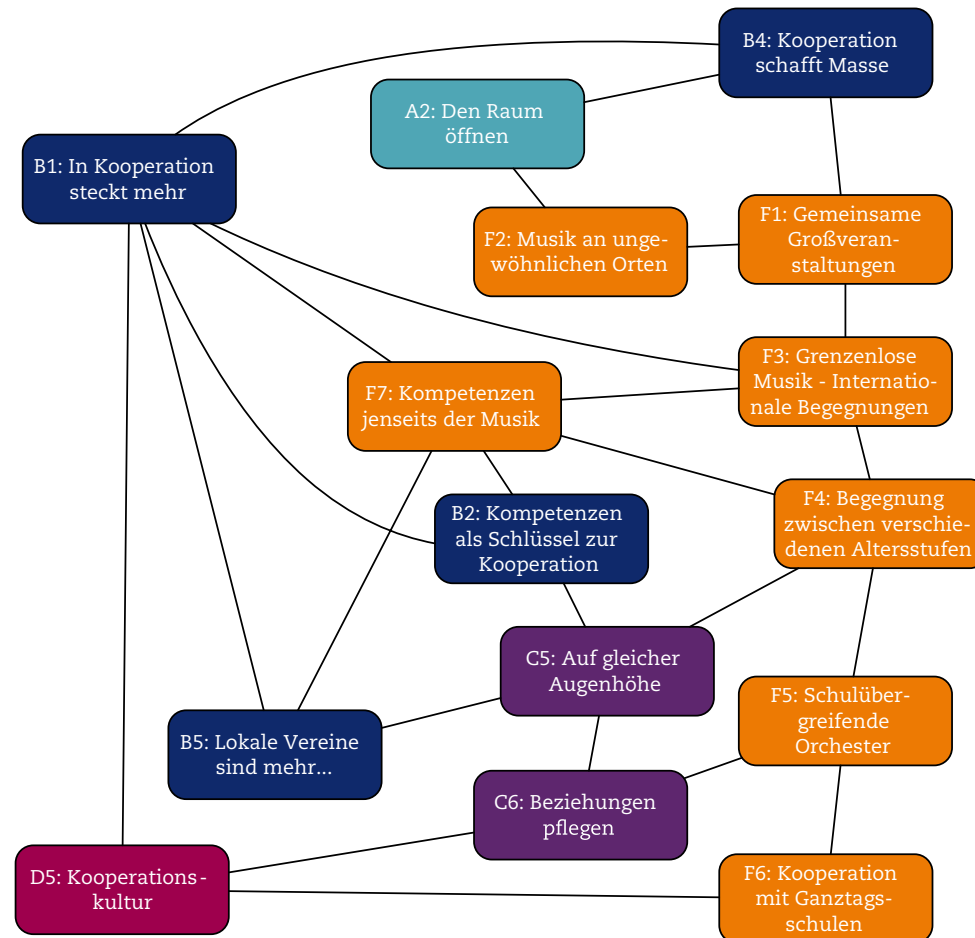 B4: Kooperation
schafft Masse
A2: Den Raum
öffnen
B1: In Kooperation
steckt mehr
F1: Gemeinsame
Großveran-
staltungen
F2: Musik an unge-
wöhnlichen Orten
F3: Grenzenlose
Musik - Internatio-
nale Begegnungen
F7: Kompetenzen
jenseits der Musik
F4: Begegnung
zwischen verschie-
denen Altersstufen
B2: Kompetenzen
als Schlüssel zur
Kooperation
C5: Auf gleicher
Augenhöhe
F5: Schulüber-
greifende
Orchester
B5: Lokale Vereine
sind mehr...
C6: Beziehungen
pflegen
D5: Kooperations-
kultur
F6: Kooperation
mit Ganztags-
schulen